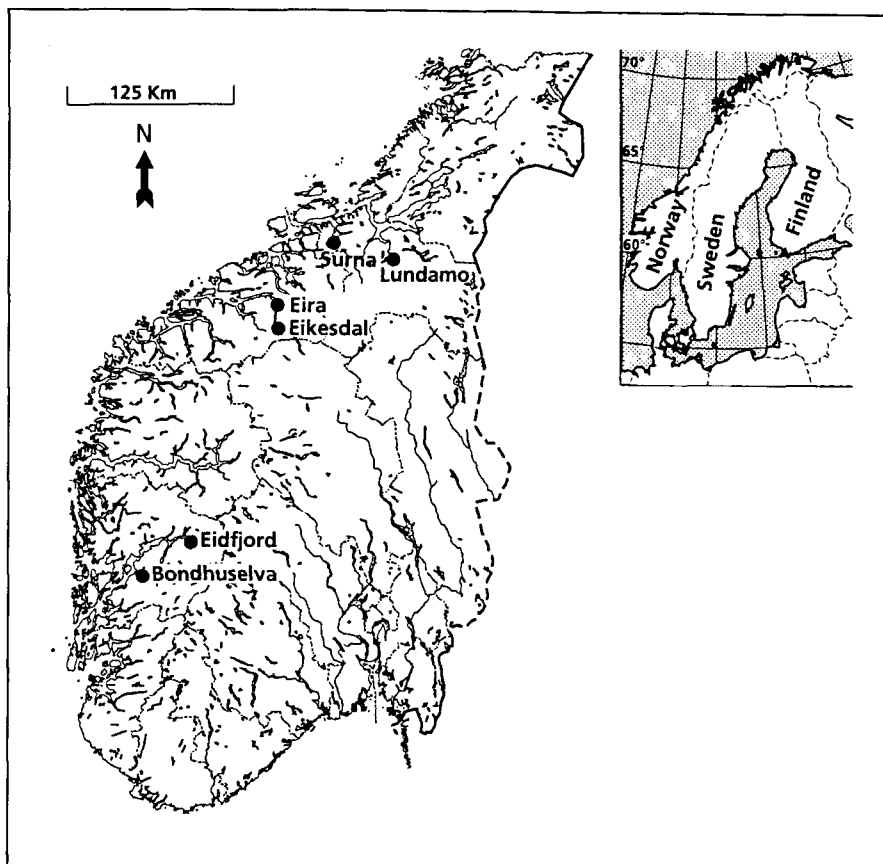 125 Km
N
Surna
Lundamo
Eira
Eikesdal
Eidfjord
Bondhuselva
70°
65°
60°
Norway
Sweden
Finland